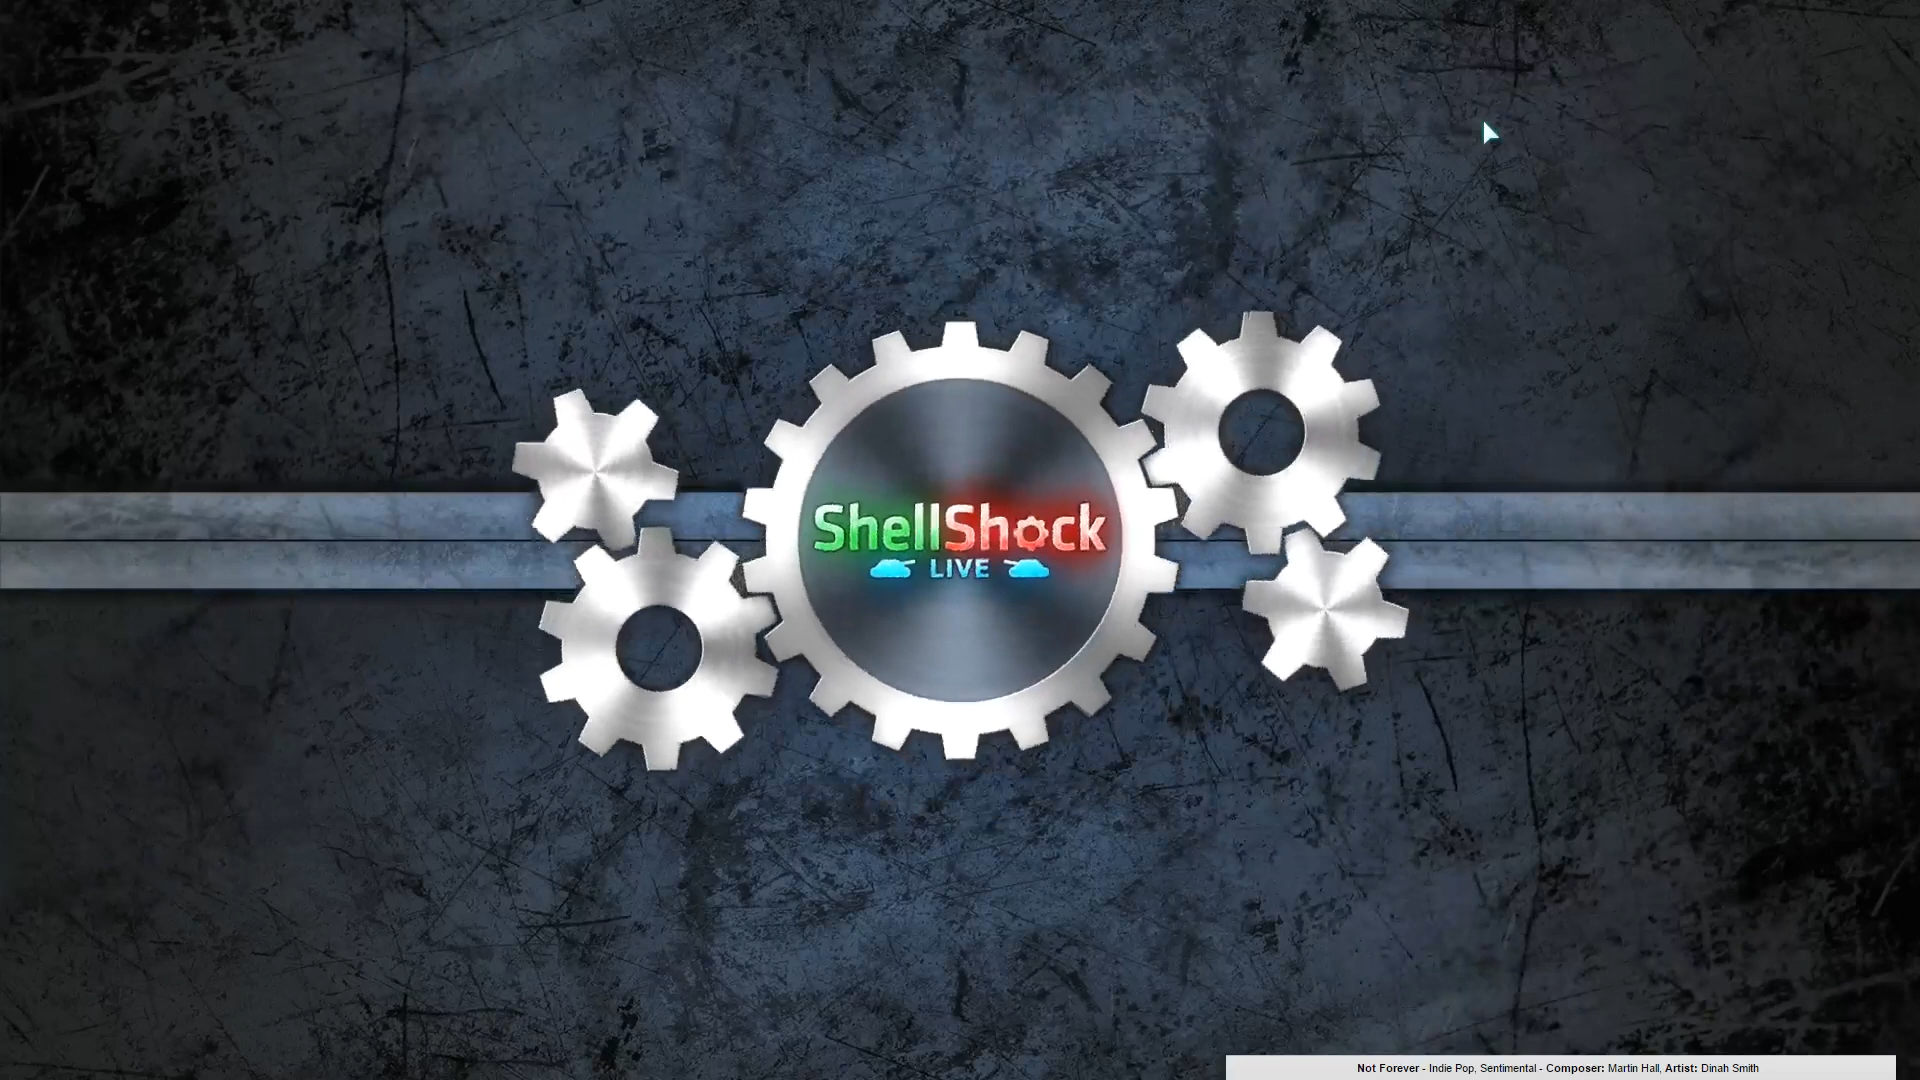 ShellShock
LIVE
Not Forever - Indie Pop, Sentimental - Composer: Martin Hall, Artist: Dinah Smith